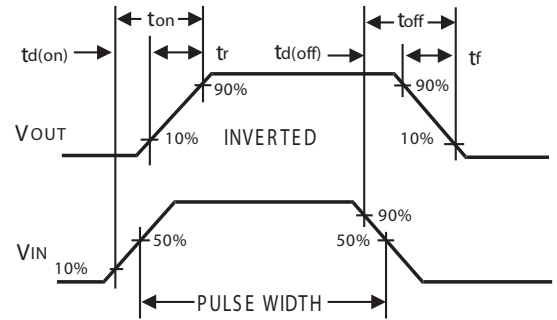 ton
toff
td(on)
tr
td(off)
tf
90%
90%
VOUT
10%
INVERTED
10%
90%
VIN
50%
50%
10%
PULSE WIDTH